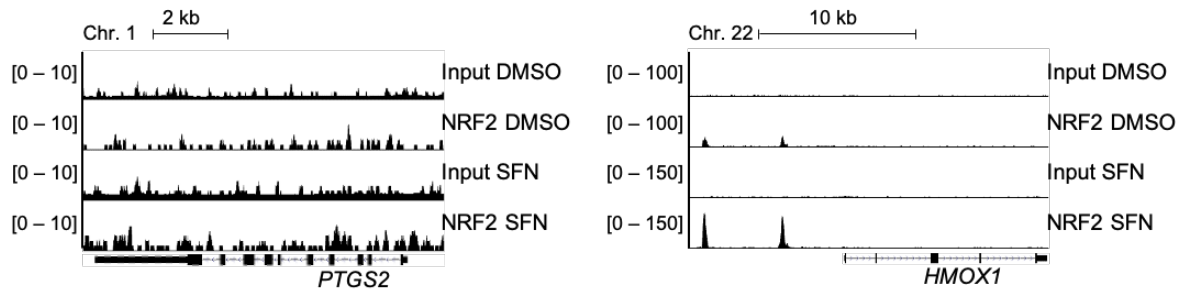 2 kb
Chr. 1
[0 – 10] Input DMSO
[0 – 10] NRF2 DMSO
[0 – 10] Input SFN
[0 – 10] NRF2 SFN
PTGS2
10 kb
Chr. 22
[0 – 100] Input DMSO
[0 – 100] NRF2 DMSO
[0 – 150] Input SFN
[0 – 150] NRF2 SFN
HMOX1